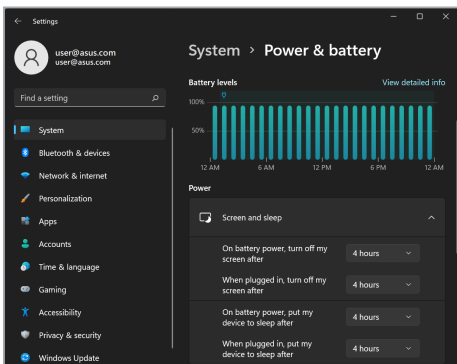 Settings
user@asus.com
user@asus.com
Find a setting
System
Bluetooth & devices
Network & internet
Personalization
Apps
Accounts
Time & language
Gaming
Accessibility
Privacy & security
Windows Update
System > Power & battery
Battery levels
View detailed info
100%
50%
12 AM 6 AM 12 PM 6 PM 12 AM
Power
Screen and sleep
On battery power, turn off my
screen after
4 hours
When plugged in, turn off my
screen after
4 hours
On battery power, put my
device to sleep after
4 hours
When plugged in, put my
device to sleep after
4 hours